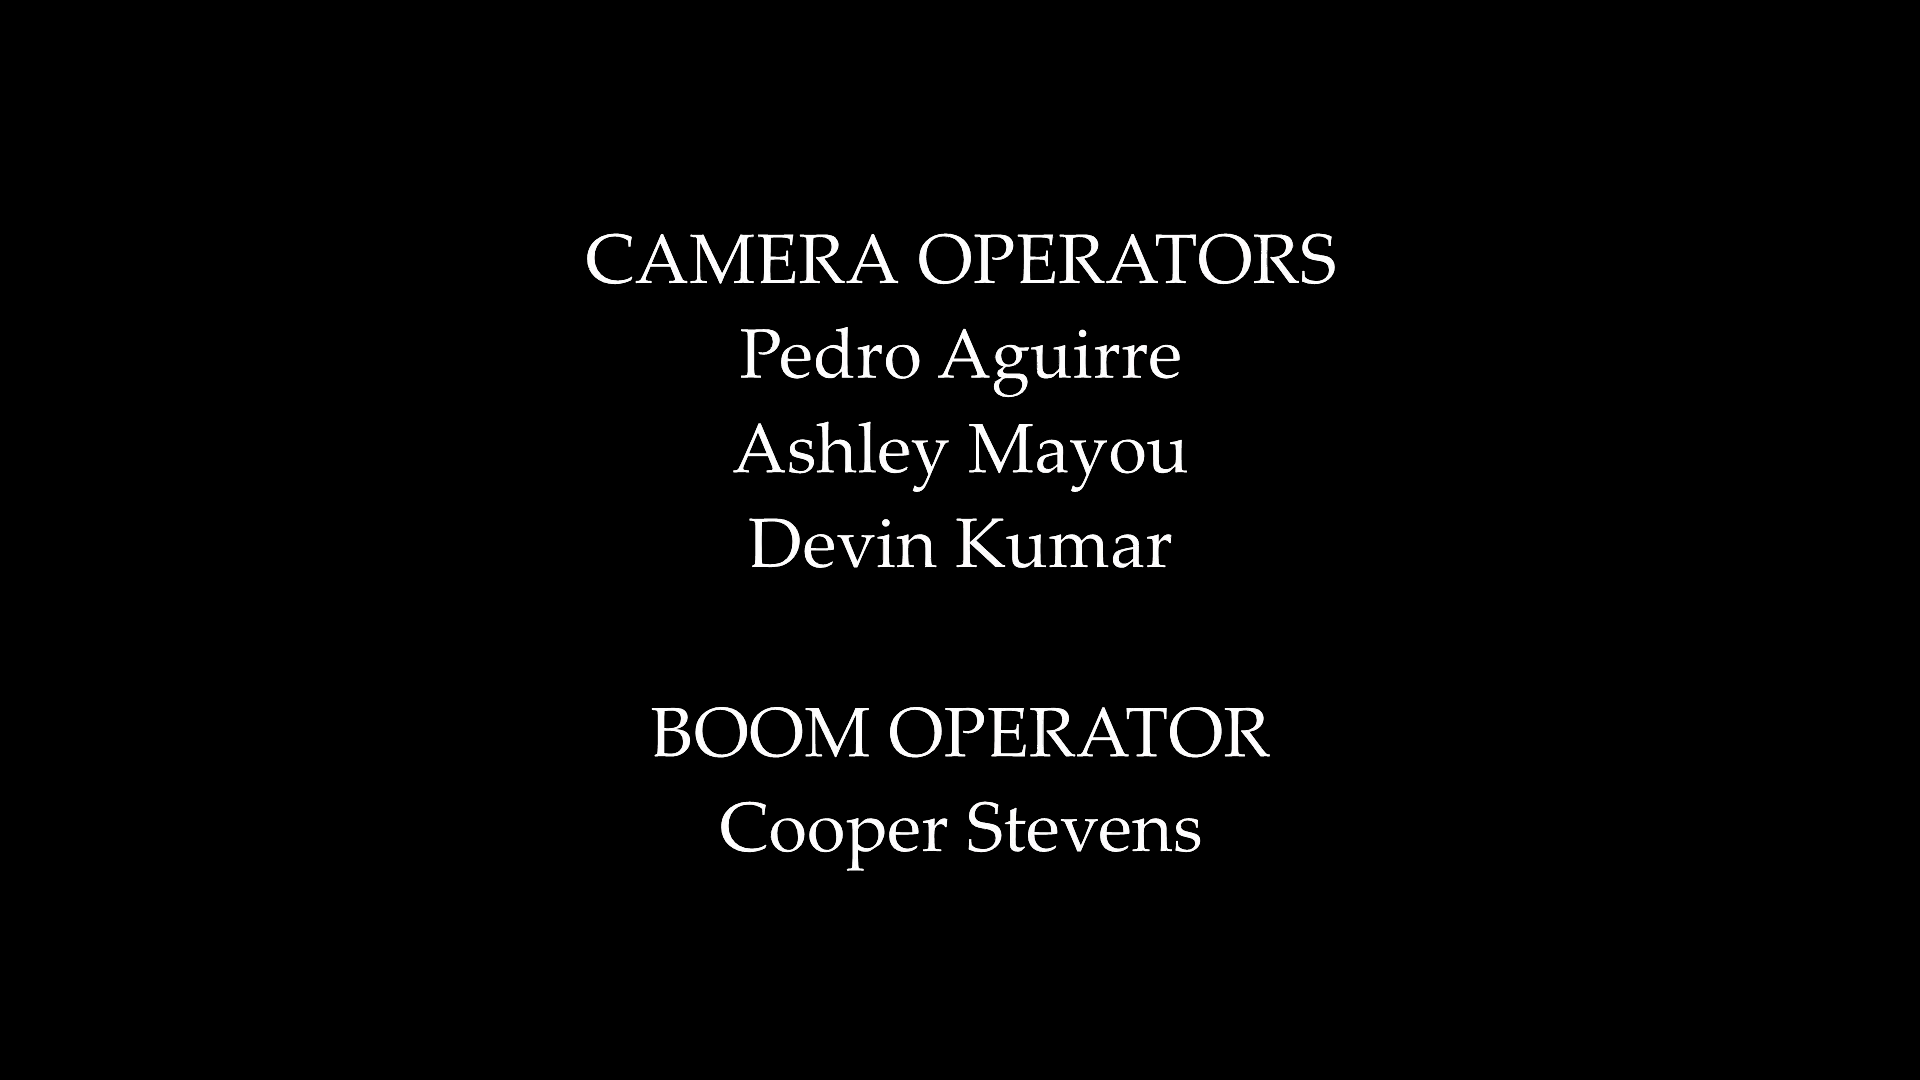 CAMERA OPERATORS
Pedro Aguirre
Ashley Mayou
Devin Kumar
BOOM OPERATOR
Cooper Stevens